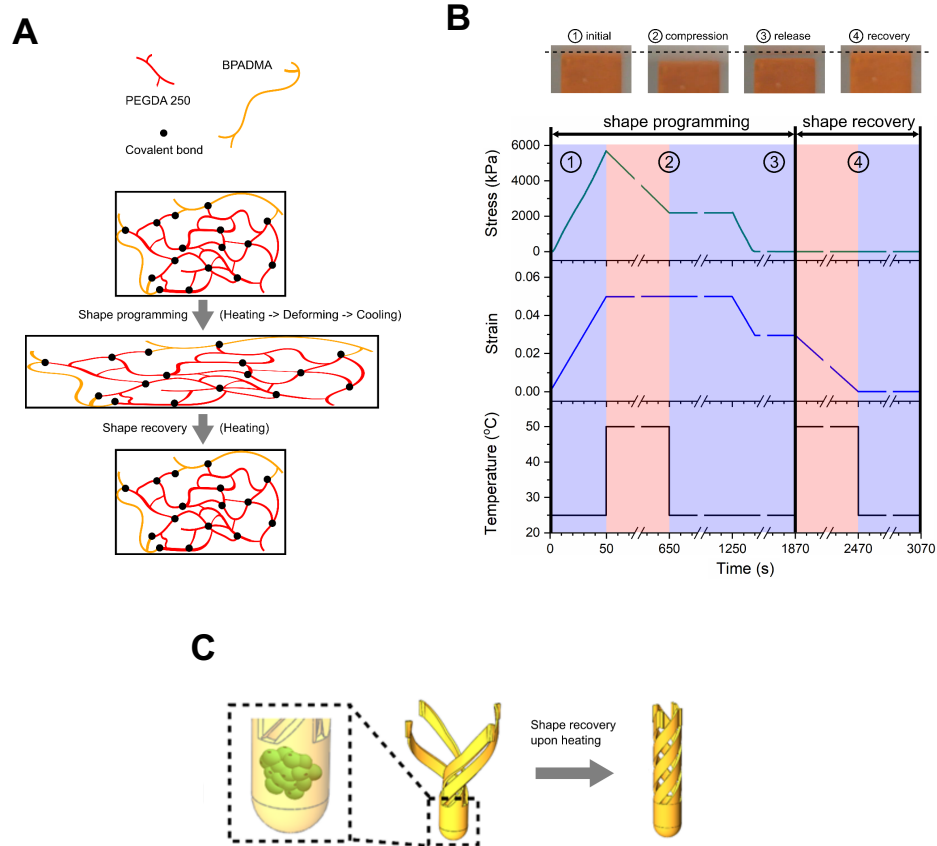 A
BPADMA
PEGDA 250
Covalent bond
Shape programming (Heating -> Deforming -> Cooling)
Shape recovery (Heating)
B
① initial ② compression ③ release ④ recovery
shape programming shape recovery
① ② ③ ④
Stress (kPa)
6000
4000
2000
0
Strain
0.06
0.04
0.02
0.00
Temperature (°C)
50
40
30
20
0 50 650 1250 1870 2470 3070
Time (s)
C
Shape recovery
upon heating